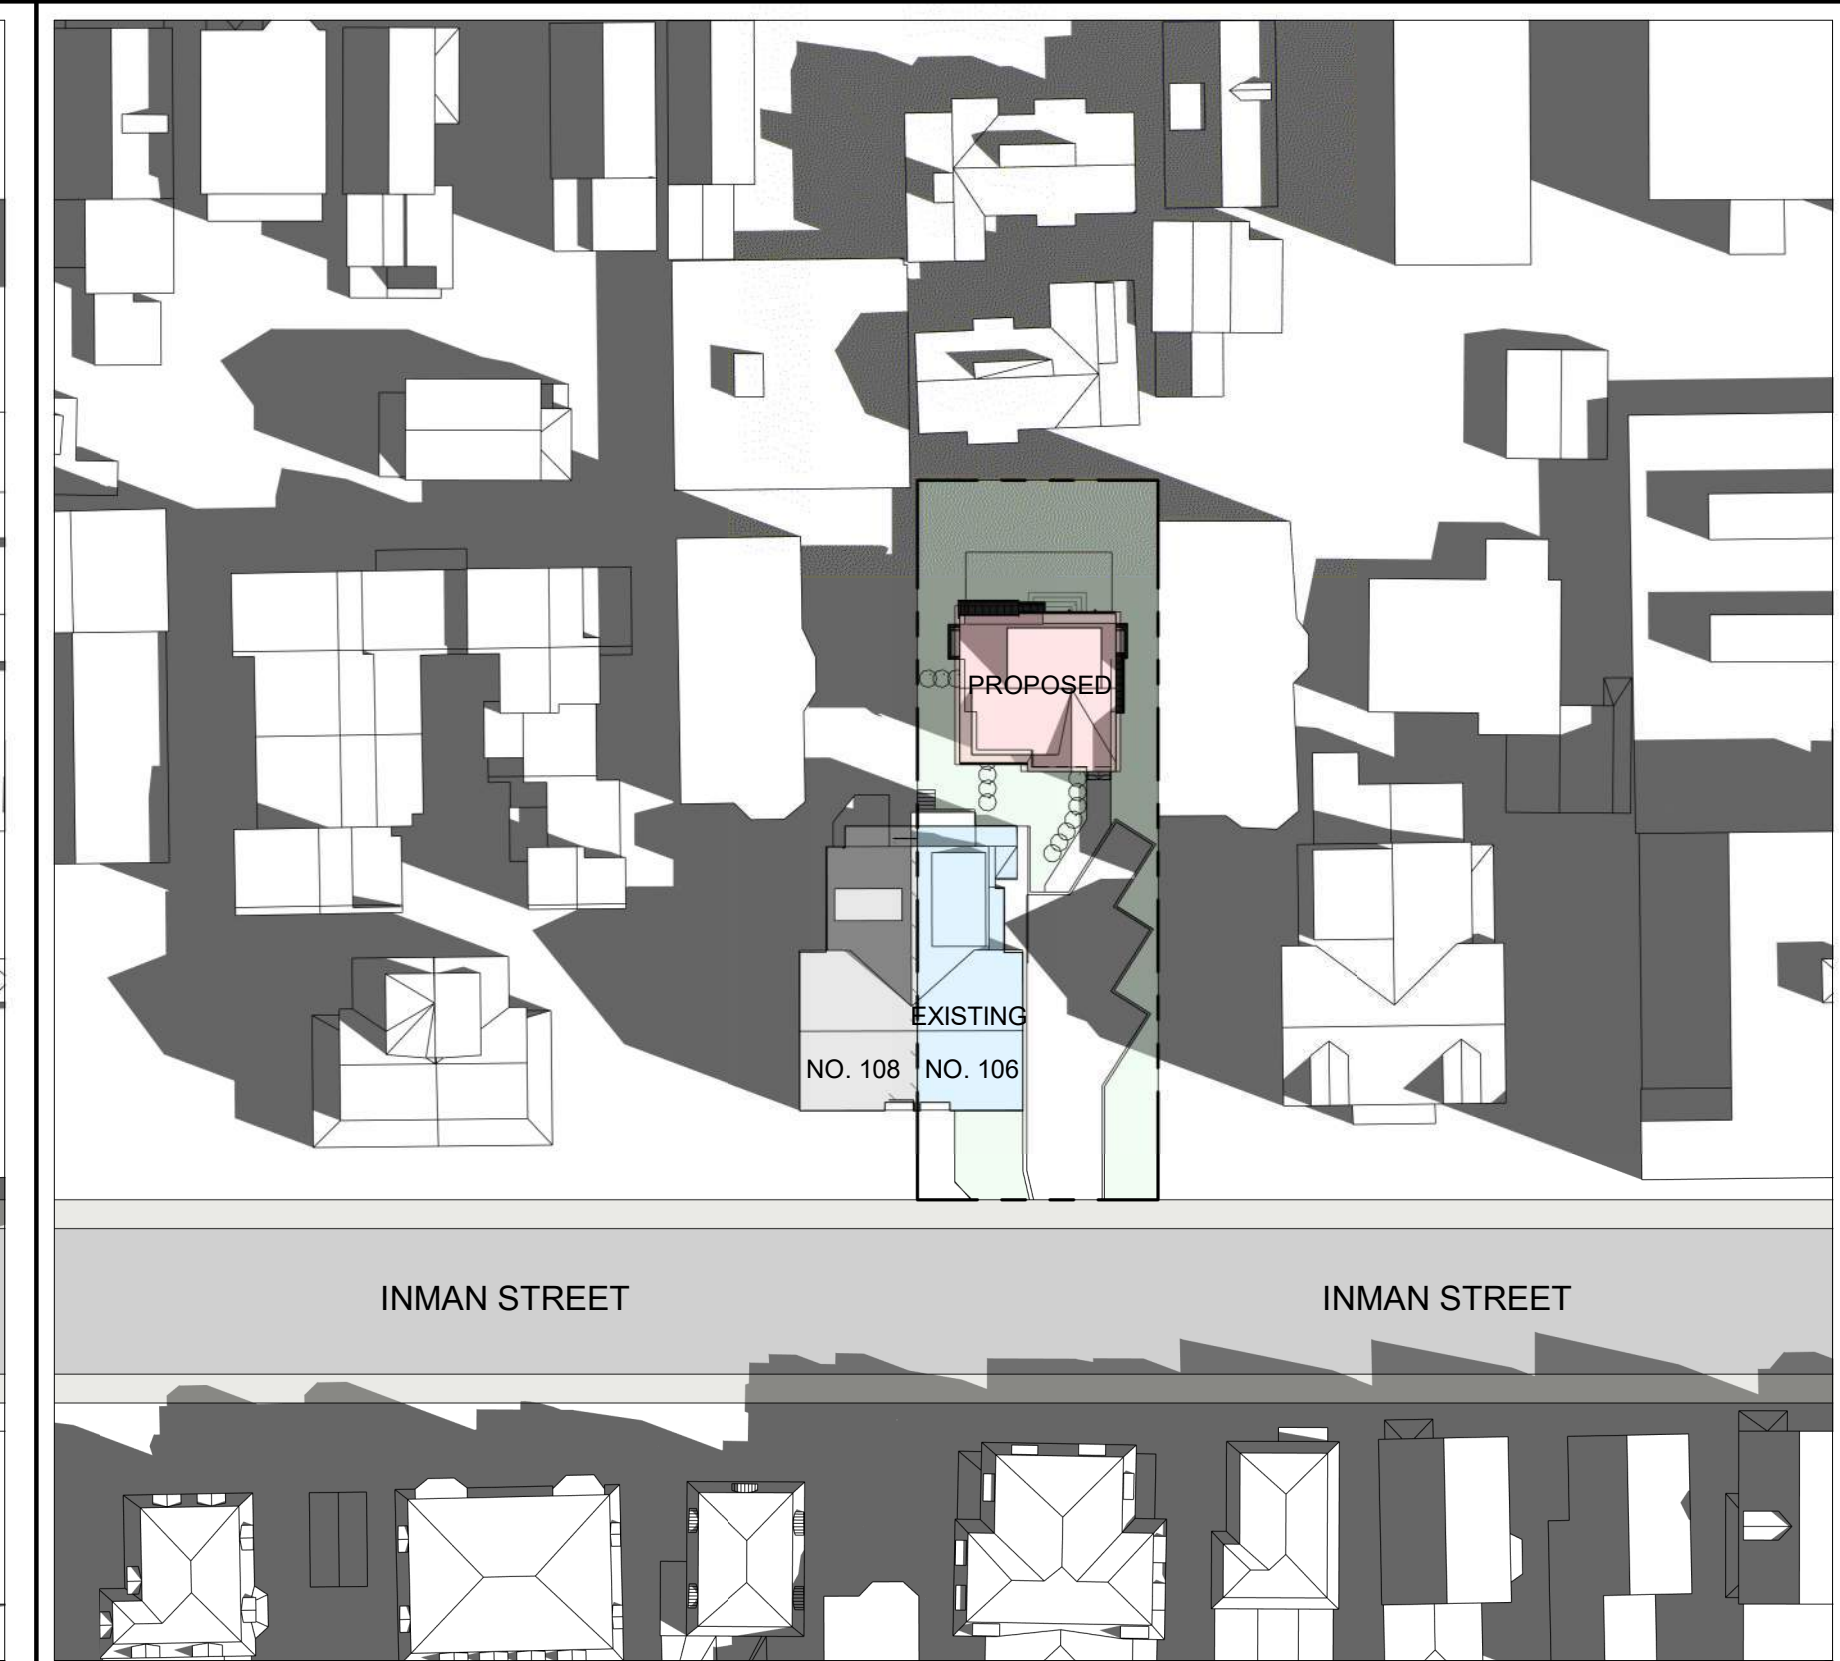 PROPOSED
EXISTING
NO. 108
NO. 106
INMAN STREET
INMAN STREET